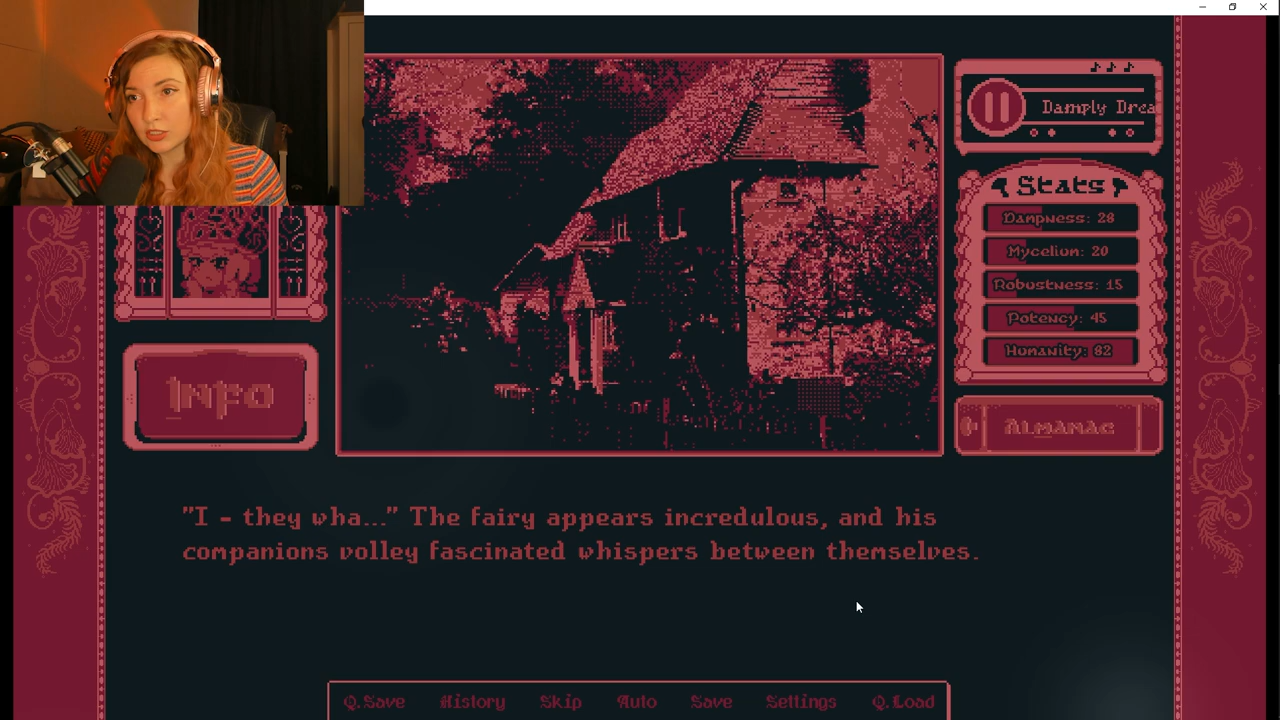 Damply Drea
Stats
Dampness: 28
Mycelion: 20
Robustness: 15
Potency: 45
Humanity: 82
Info
Almanac
"I - they wha..." The fairy appears incredulous, and his
companions volley fascinated whispers between themselves.
Q.Save History Skip Auto Save Settings Q.Load